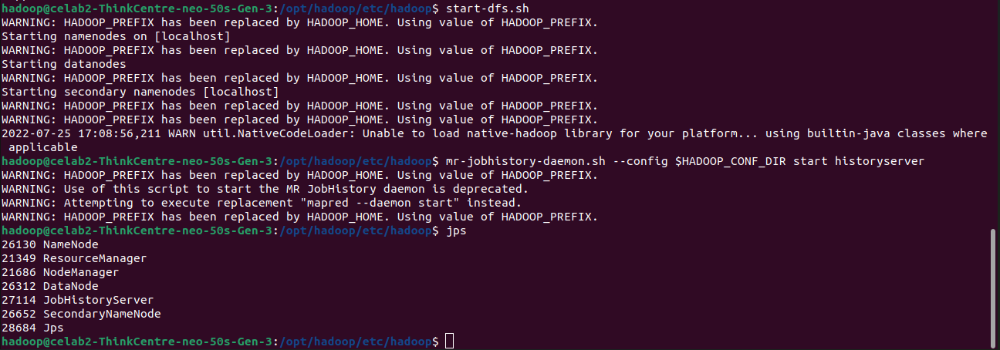 hadoop@celab2-ThinkCentre-neo-50s-Gen-3:/opt/hadoop/etc/hadoop$ start-dfs.sh
WARNING: HADOOP_PREFIX has been replaced by HADOOP_HOME. Using value of HADOOP_PREFIX.
Starting namenodes on [localhost]
WARNING: HADOOP_PREFIX has been replaced by HADOOP_HOME. Using value of HADOOP_PREFIX.
Starting datanodes
WARNING: HADOOP_PREFIX has been replaced by HADOOP_HOME. Using value of HADOOP_PREFIX.
Starting secondary namenodes [localhost]
WARNING: HADOOP_PREFIX has been replaced by HADOOP_HOME. Using value of HADOOP_PREFIX.
WARNING: HADOOP_PREFIX has been replaced by HADOOP_HOME. Using value of HADOOP_PREFIX.
2022-07-25 17:08:56,211 WARN util.NativeCodeLoader: Unable to load native-hadoop library for your platform... using builtin-java classes where
 applicable
hadoop@celab2-ThinkCentre-neo-50s-Gen-3:/opt/hadoop/etc/hadoop$ mr-jobhistory-daemon.sh --config $HADOOP_CONF_DIR start historyserver
WARNING: HADOOP_PREFIX has been replaced by HADOOP_HOME. Using value of HADOOP_PREFIX.
WARNING: Use of this script to start the MR JobHistory daemon is deprecated.
WARNING: Attempting to execute replacement "mapred --daemon start" instead.
WARNING: HADOOP_PREFIX has been replaced by HADOOP_HOME. Using value of HADOOP_PREFIX.
hadoop@celab2-ThinkCentre-neo-50s-Gen-3:/opt/hadoop/etc/hadoop$ jps
26130 NameNode
21349 ResourceManager
21686 NodeManager
26312 DataNode
27114 JobHistoryServer
26652 SecondaryNameNode
28684 Jps
hadoop@celab2-ThinkCentre-neo-50s-Gen-3:/opt/hadoop/etc/hadoop$